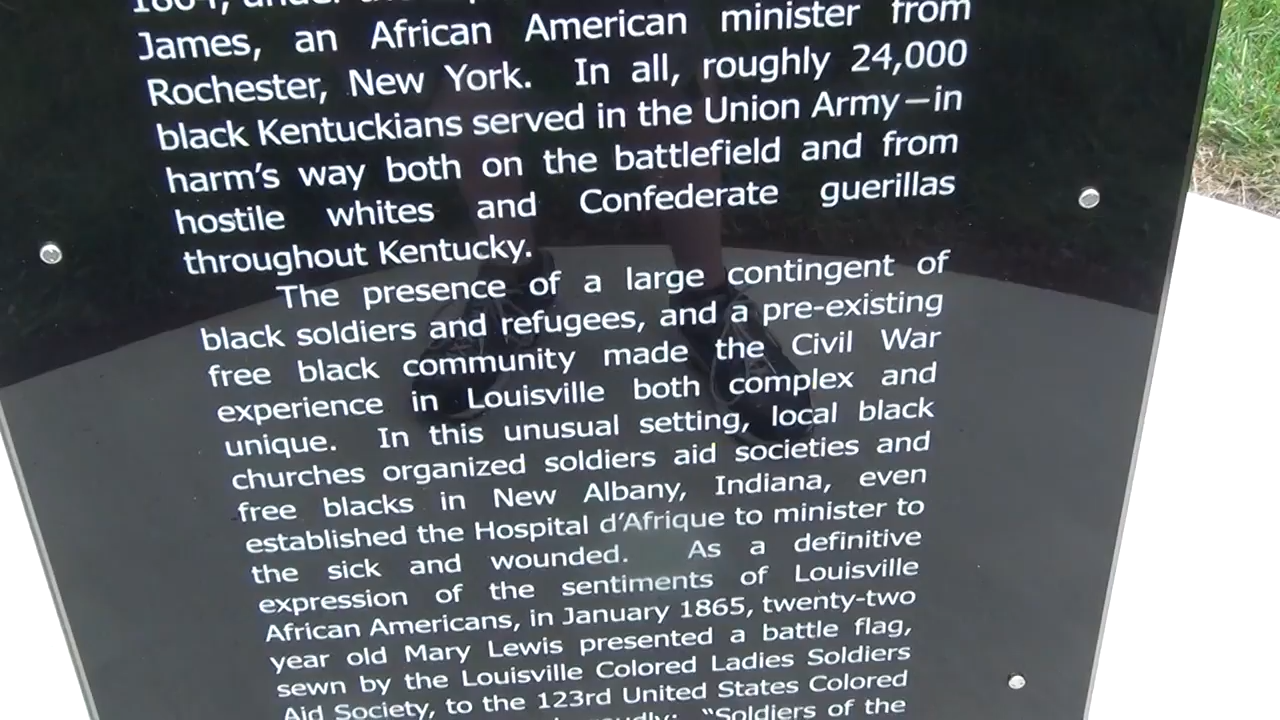 James, an African American minister from
Rochester, New York. In all, roughly 24,000
black Kentuckians served in the Union Army—in
harm's way both on the battlefield and from
hostile whites and Confederate guerillas
throughout Kentucky.
The presence of a large contingent of
black soldiers and refugees, and a pre-existing
free black community made the Civil War
experience in Louisville both complex and
unique. In this unusual setting, local black
churches organized soldiers aid societies and
free blacks in New Albany, Indiana, even
established the Hospital d'Afrique to minister to
the sick and wounded. As a definitive
expression of the sentiments of Louisville
African Americans, in January 1865, twenty-two
year old Mary Lewis presented a battle flag,
sewn by the Louisville Colored Ladies Soldiers
Aid Society, to the 123rd United States Colored
"Soldiers of the